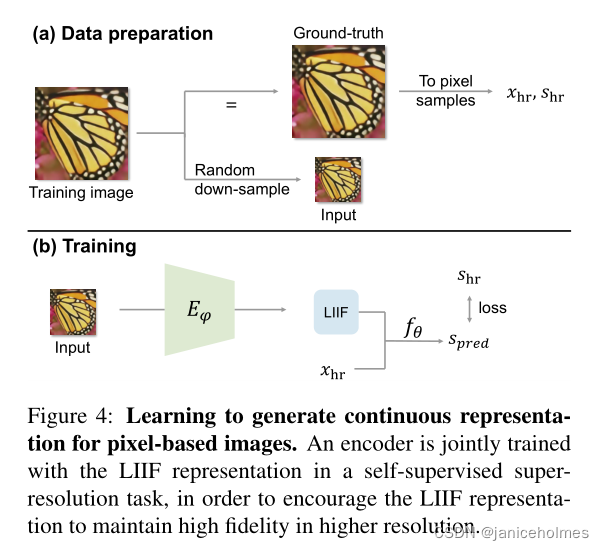 (a) Data preparation
Ground-truth
=
To pixel
samples
x_hr, s_hr
Training image
Random
down-sample
Input
(b) Training
Input
E_φ
LIIF
x_hr
f_θ
s_hr
loss
s_pred
Figure 4: Learning to generate continuous representa-
tion for pixel-based images. An encoder is jointly trained
with the LIIF representation in a self-supervised super-
resolution task, in order to encourage the LIIF representa-
tion to maintain high fidelity in higher resolution.
CSDN @janiceholmes